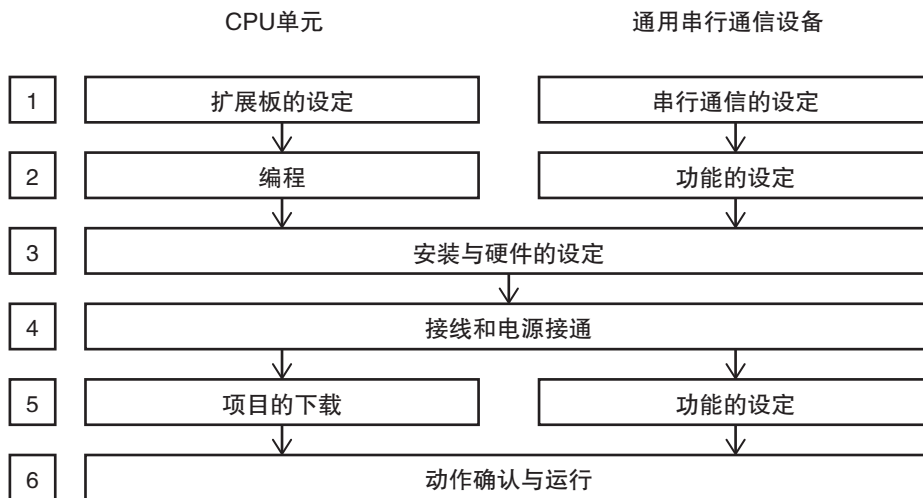 CPU单元 通用串行通信设备
1 扩展板的设定 串行通信的设定
2 编程 功能的设定
3 安装与硬件的设定
4 接线和电源接通
5 项目的下载 功能的设定
6 动作确认与运行